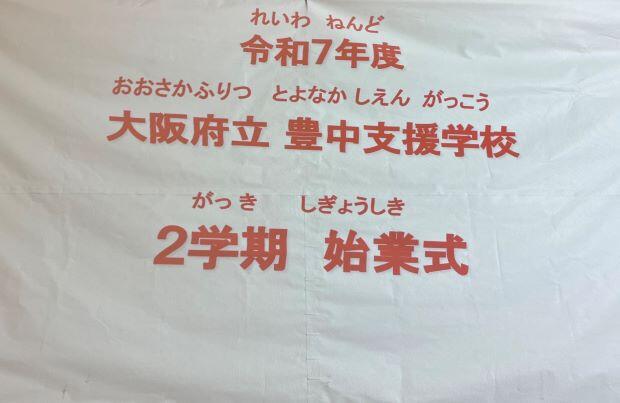 れいわ ねんど
令和7年度
おおさかふりつ とよなか しえん がっこう
大阪府立 豊中支援学校
がっき しぎょうしき
2学期 始業式